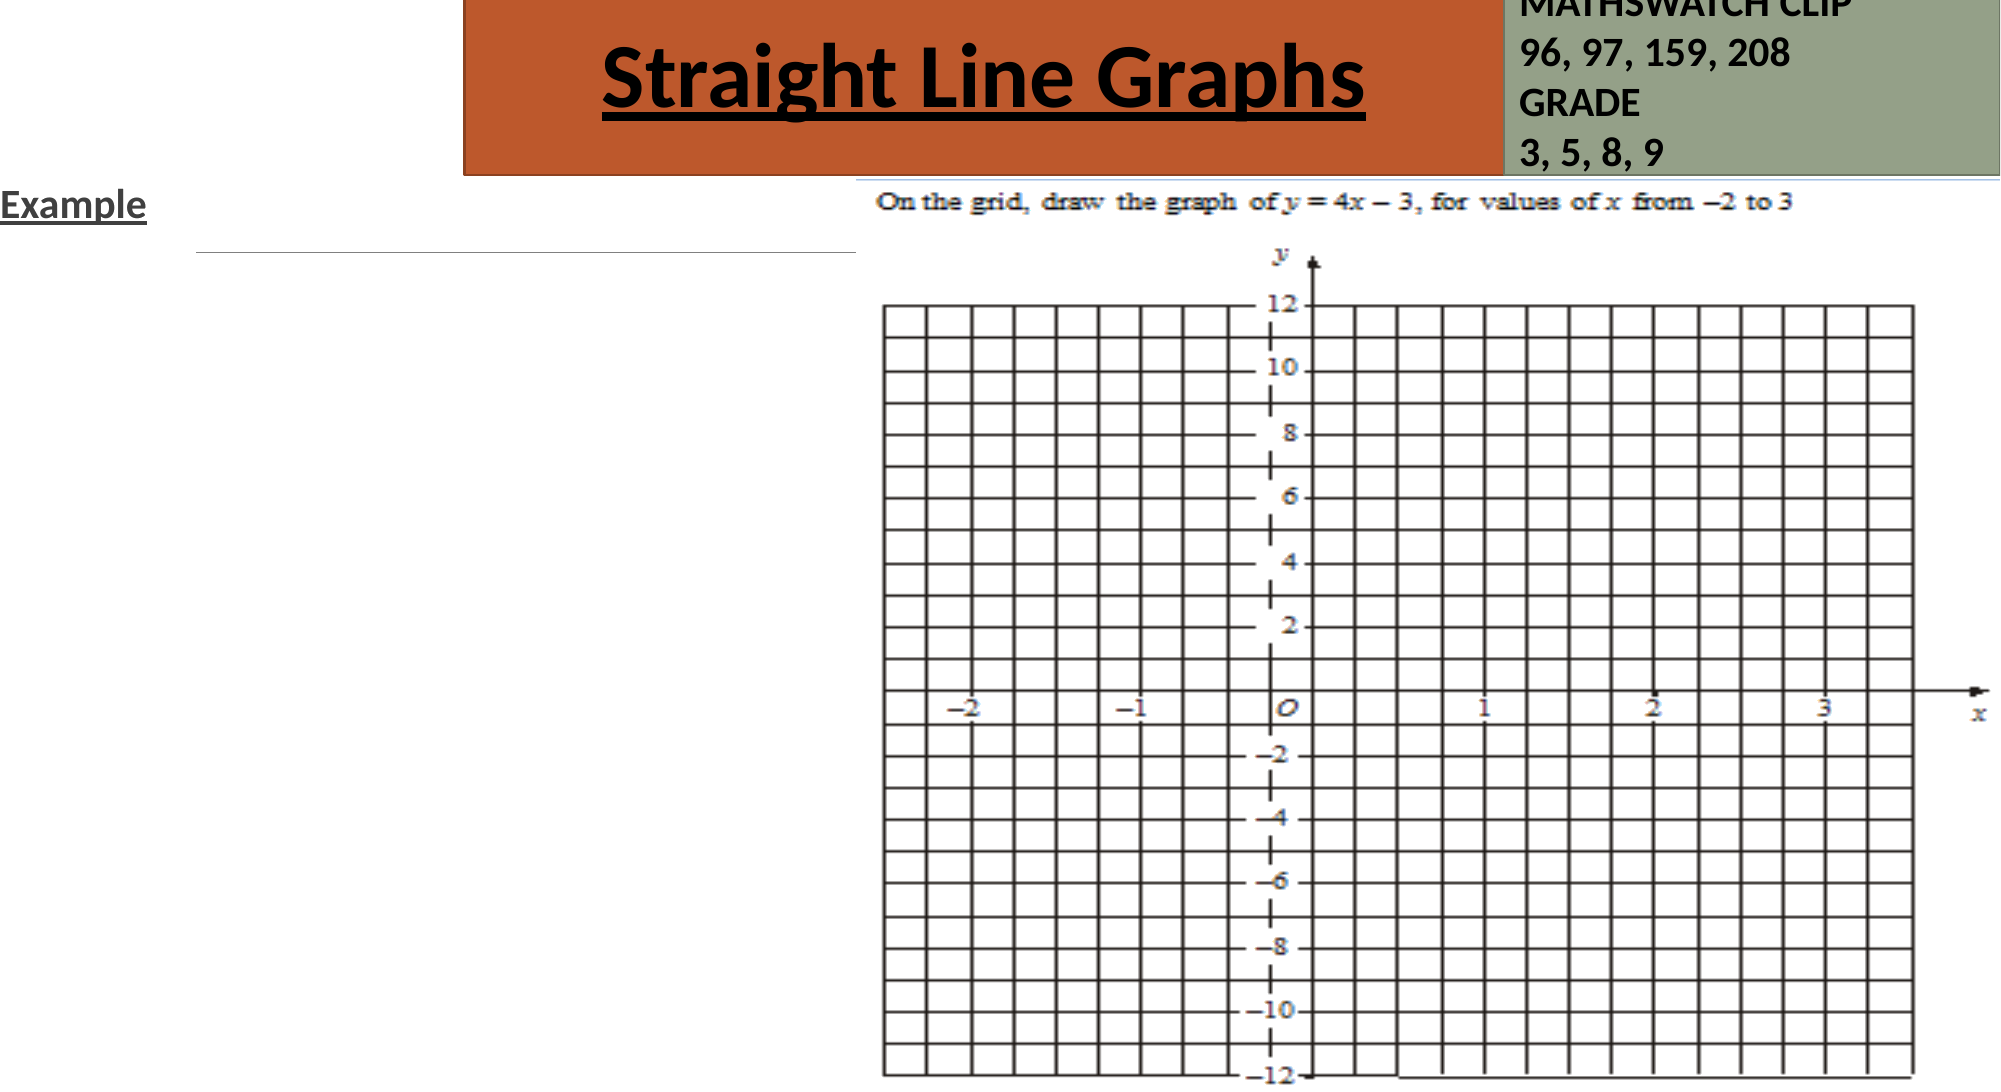 Straight Line Graphs
MATHSWATCH CLIP
96, 97, 159, 208
GRADE
3, 5, 8, 9
Example
On the grid, draw the graph of y = 4x – 3, for values of x from –2 to 3
y
12
10
8
6
4
2
–2 –1 O 1 2 3
x
–2
–4
–6
–8
–10
–12